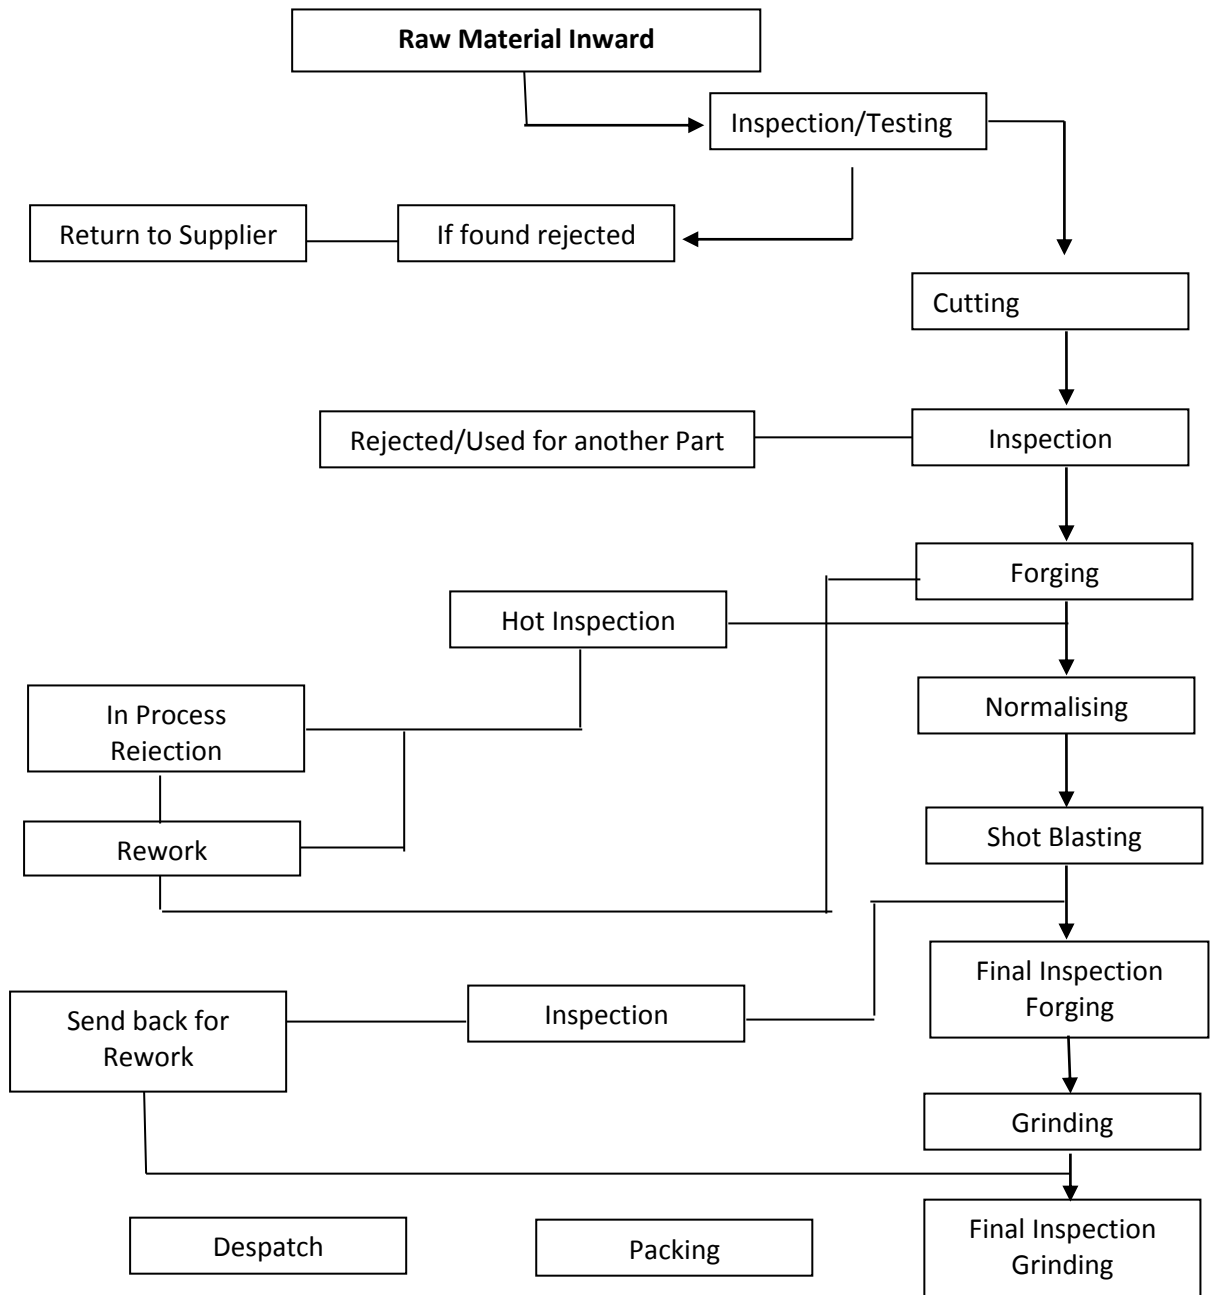 Raw Material Inward
Inspection/Testing
Return to Supplier
If found rejected
Cutting
Rejected/Used for another Part
Inspection
Forging
Hot Inspection
In Process
Rejection
Normalising
Rework
Shot Blasting
Send back for
Rework
Inspection
Final Inspection
Forging
Grinding
Despatch
Packing
Final Inspection
Grinding